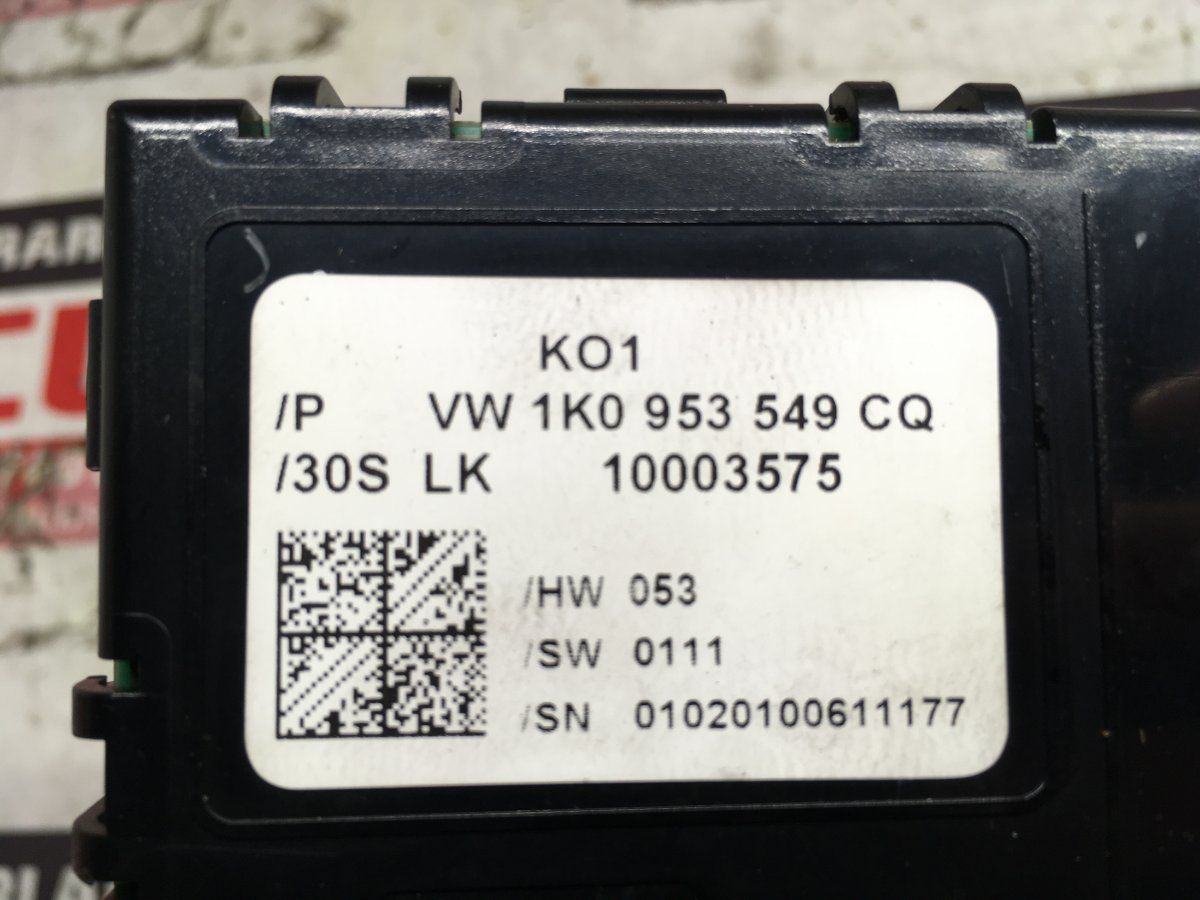 KO1
/P VW 1K0 953 549 CQ
/30S LK 10003575
/HW 053
/SW 0111
/SN 01020100611177